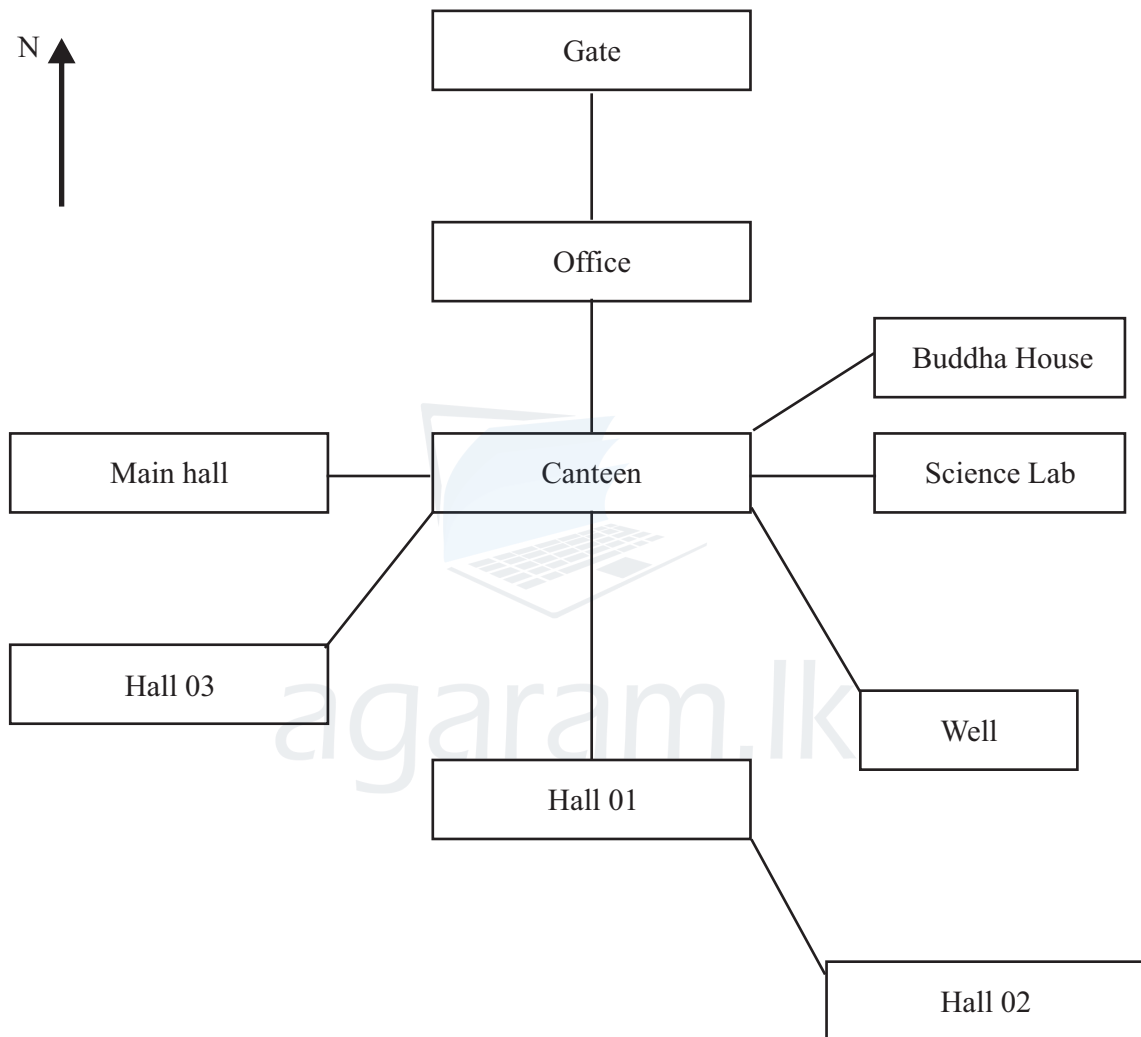 N
Gate
Office
Buddha House
Main hall
Canteen
Science Lab
Hall 03
agaram.lk
Well
Hall 01
Hall 02